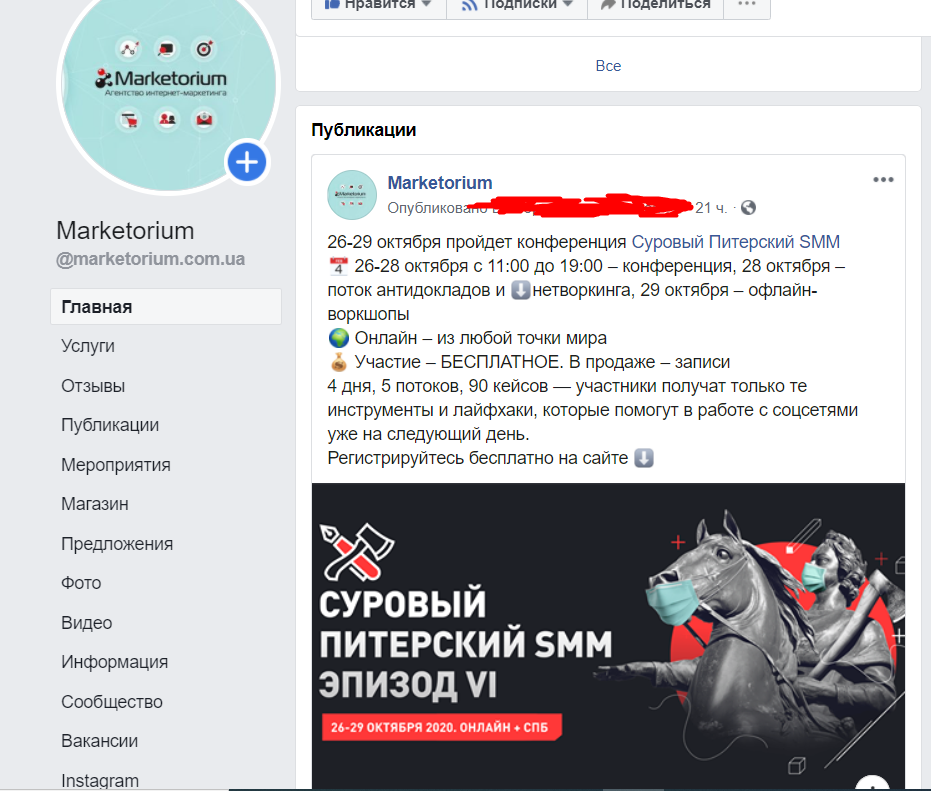 Нравится
Подписки
Поделиться
Все
Marketorium
Агентство интернет-маркетинга
Публикации
Marketorium
Опубликовано
21 ч. ·
Marketorium
@marketorium.com.ua
Главная
Услуги
Отзывы
Публикации
Мероприятия
Магазин
Предложения
Фото
Видео
Информация
Сообщество
Вакансии
Instagram
26-29 октября пройдет конференция Суровый Питерский SMM
4 26-28 октября с 11:00 до 19:00 – конференция, 28 октября –
поток антидокладов и ⬇️нетворкинга, 29 октября – офлайн-
воркшопы
🌍 Онлайн – из любой точки мира
💰 Участие – БЕСПЛАТНОЕ. В продаже – записи
4 дня, 5 потоков, 90 кейсов — участники получат только те
инструменты и лайфхаки, которые помогут в работе с соцсетями
уже на следующий день.
Регистрируйтесь бесплатно на сайте ⬇️
СУРОВЫЙ
ПИТЕРСКИЙ SMM
ЭПИЗОД VI
26-29 ОКТЯБРЯ 2020. ОНЛАЙН + СПБ